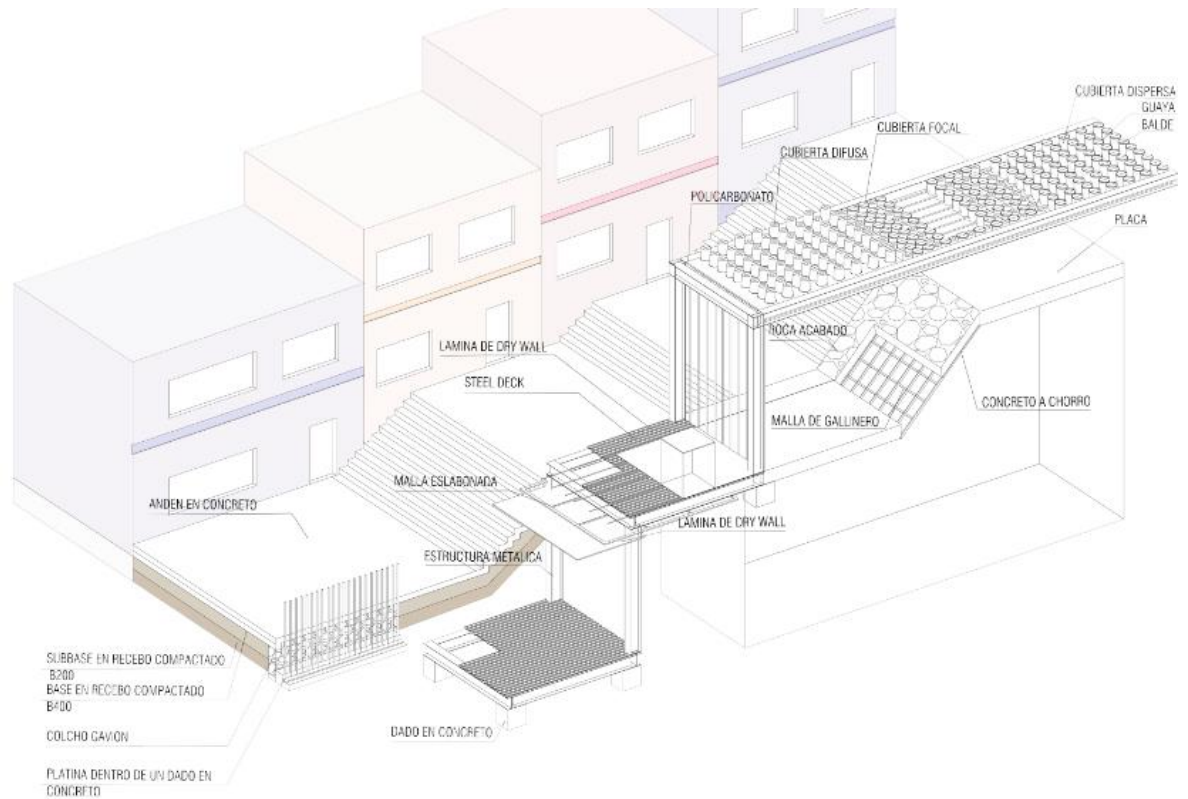 CUBIERTA DISPERSA
GUAYA
BALDE
CUBIERTA FOCAL
CUBIERTA DIFUSA
POLICARBONATO
PLACA
ROCA ACABADO
LAMINA DE DRY WALL
STEEL DECK
CONCRETO A CHORRO
MALLA DE GALLINERO
MALLA ESLABONADA
ANDEN EN CONCRETO
LAMINA DE DRY WALL
ESTRUCTURA METALICA
SUBBASE EN RECEBO COMPACTADO
B200
BASE EN RECEBO COMPACTADO
B400
COLCHO GAVION
DADO EN CONCRETO
PLATINA DENTRO DE UN DADO EN
CONCRETO